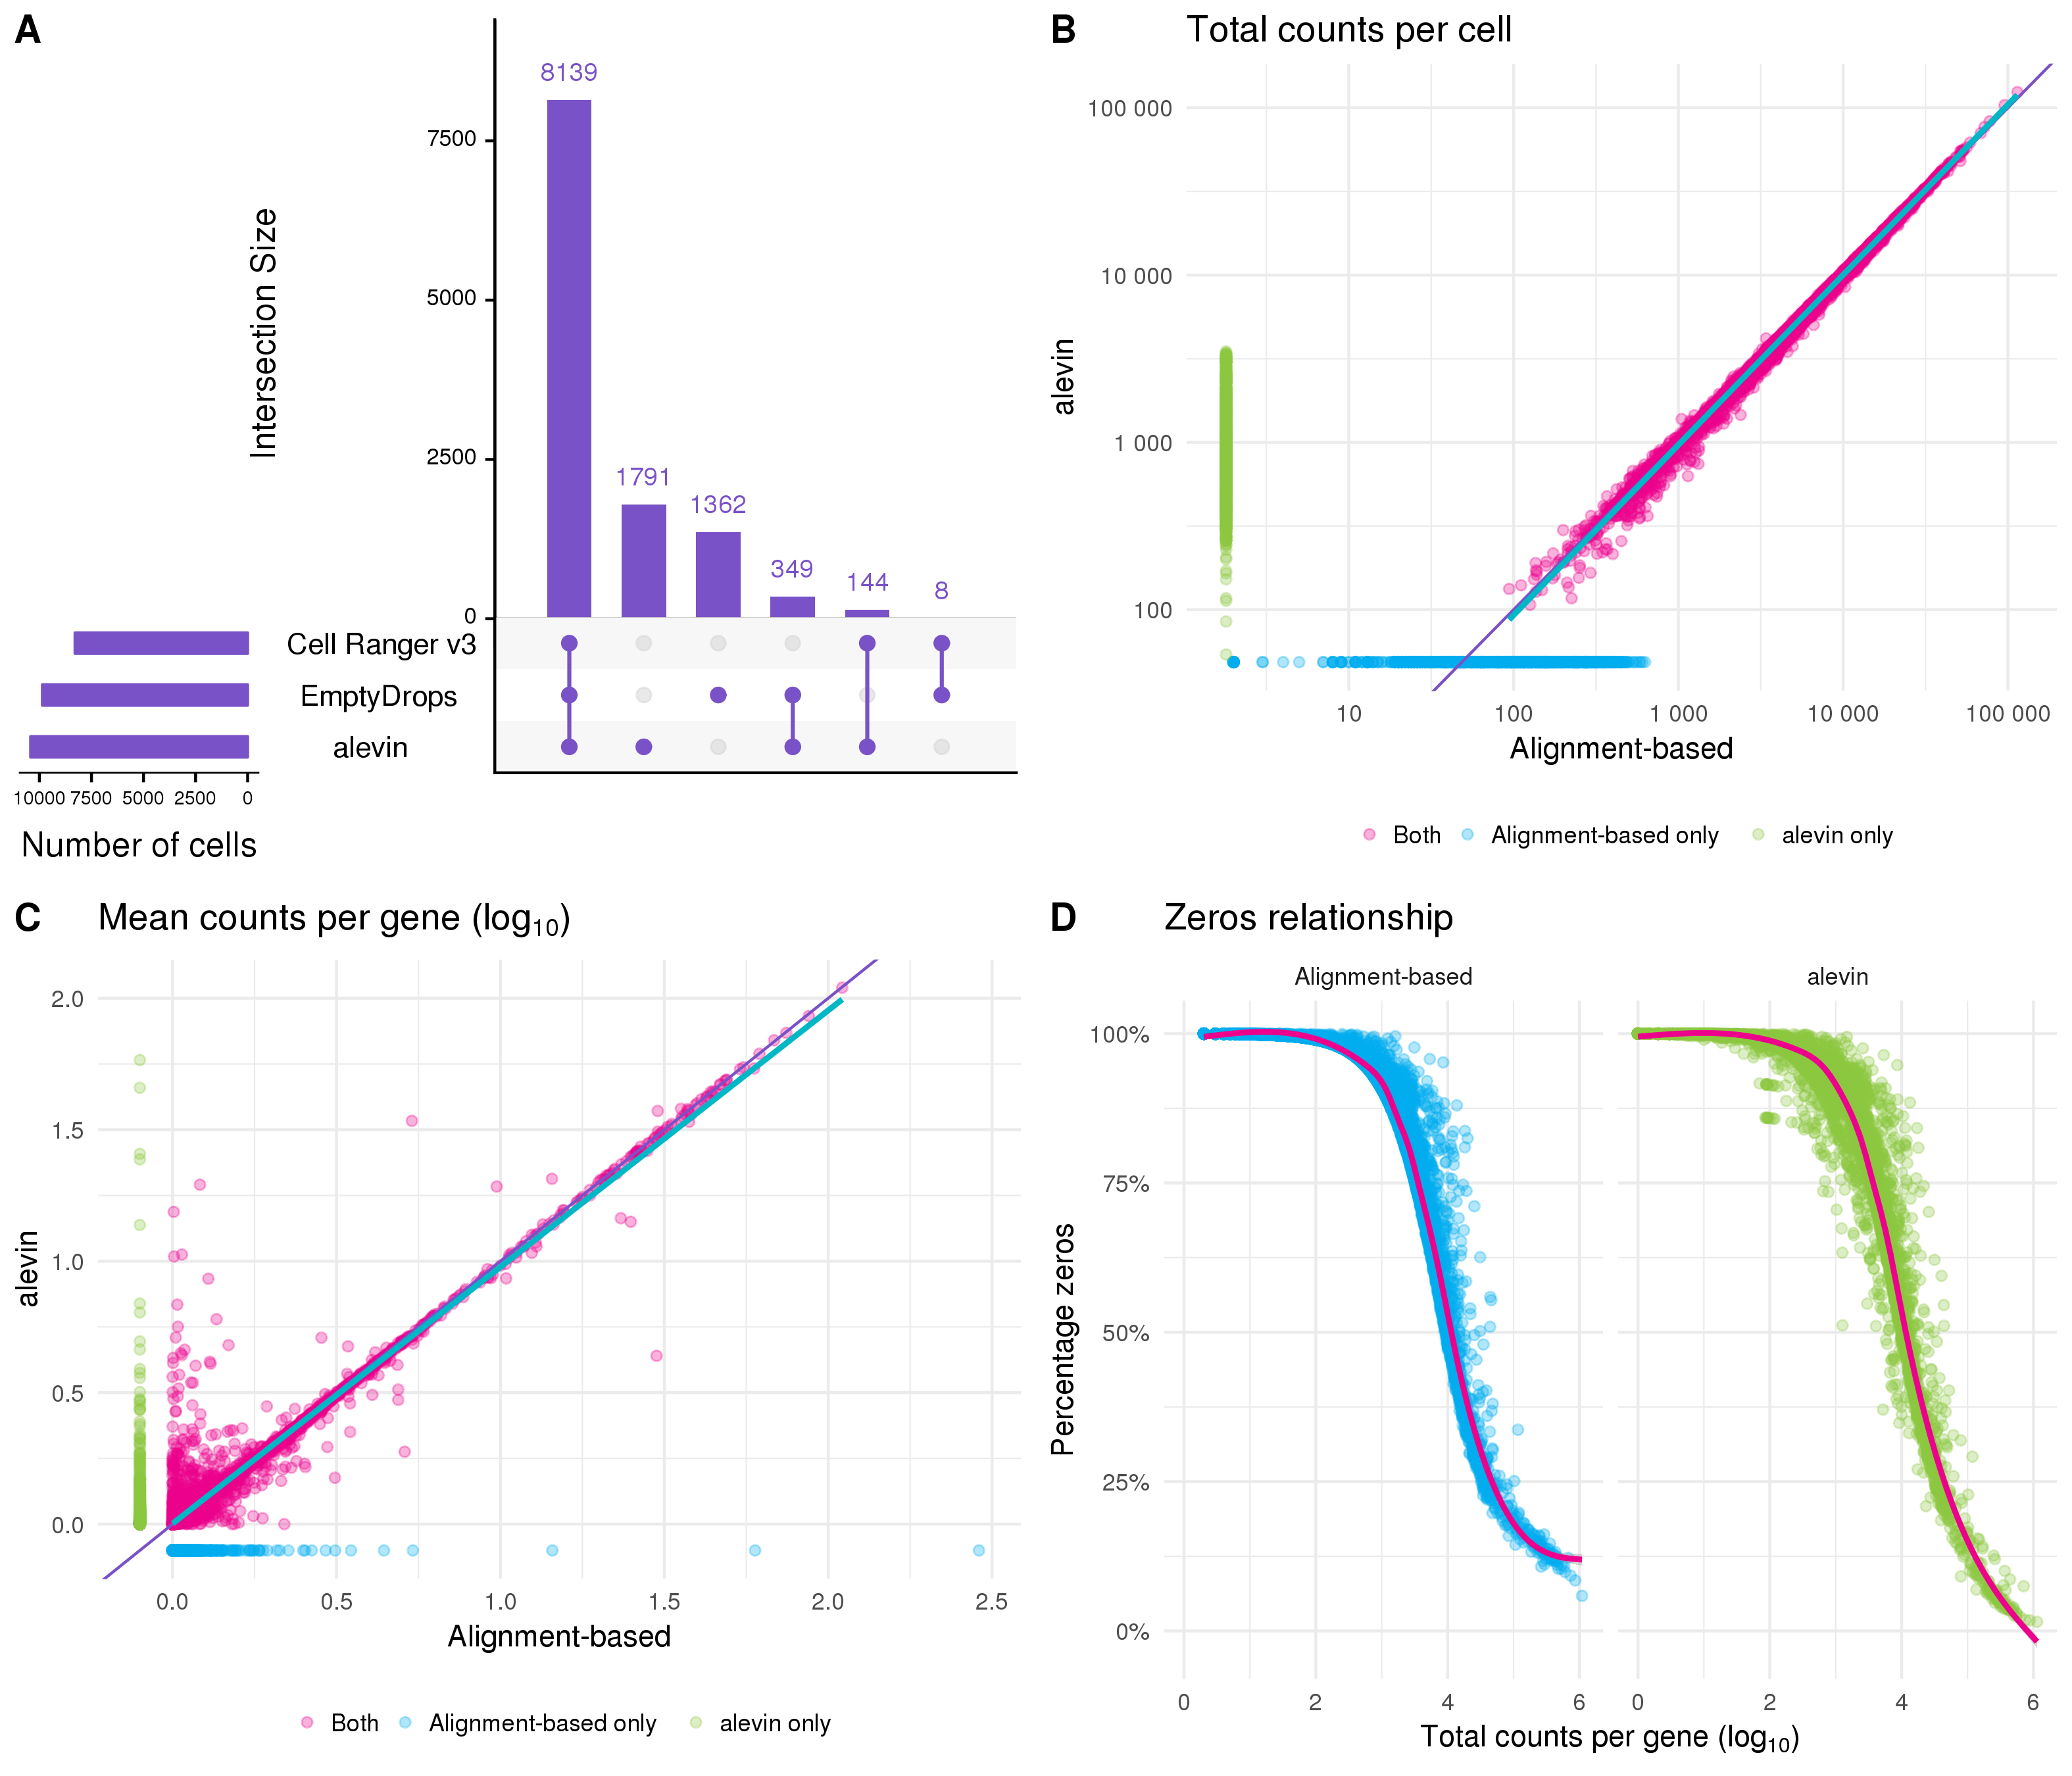 A
8139
7500
1791
1362
349
144
8
5000
2500
0
Intersection Size
Cell Ranger v3
EmptyDrops
alevin
10000 7500 5000 2500 0
Number of cells
B Total counts per cell
100 000
10 000
1 000
100
alevin
10 100 1 000 10 000 100 000
Alignment-based
Both Alignment-based only alevin only
C Mean counts per gene (log₁₀)
2.0
1.5
1.0
0.5
0.0
alevin
0.0 0.5 1.0 1.5 2.0 2.5
Alignment-based
Both Alignment-based only alevin only
D Zeros relationship
Alignment-based alevin
100%
75%
50%
25%
0%
Percentage zeros
0 2 4 6 0 2 4 6
Total counts per gene (log₁₀)